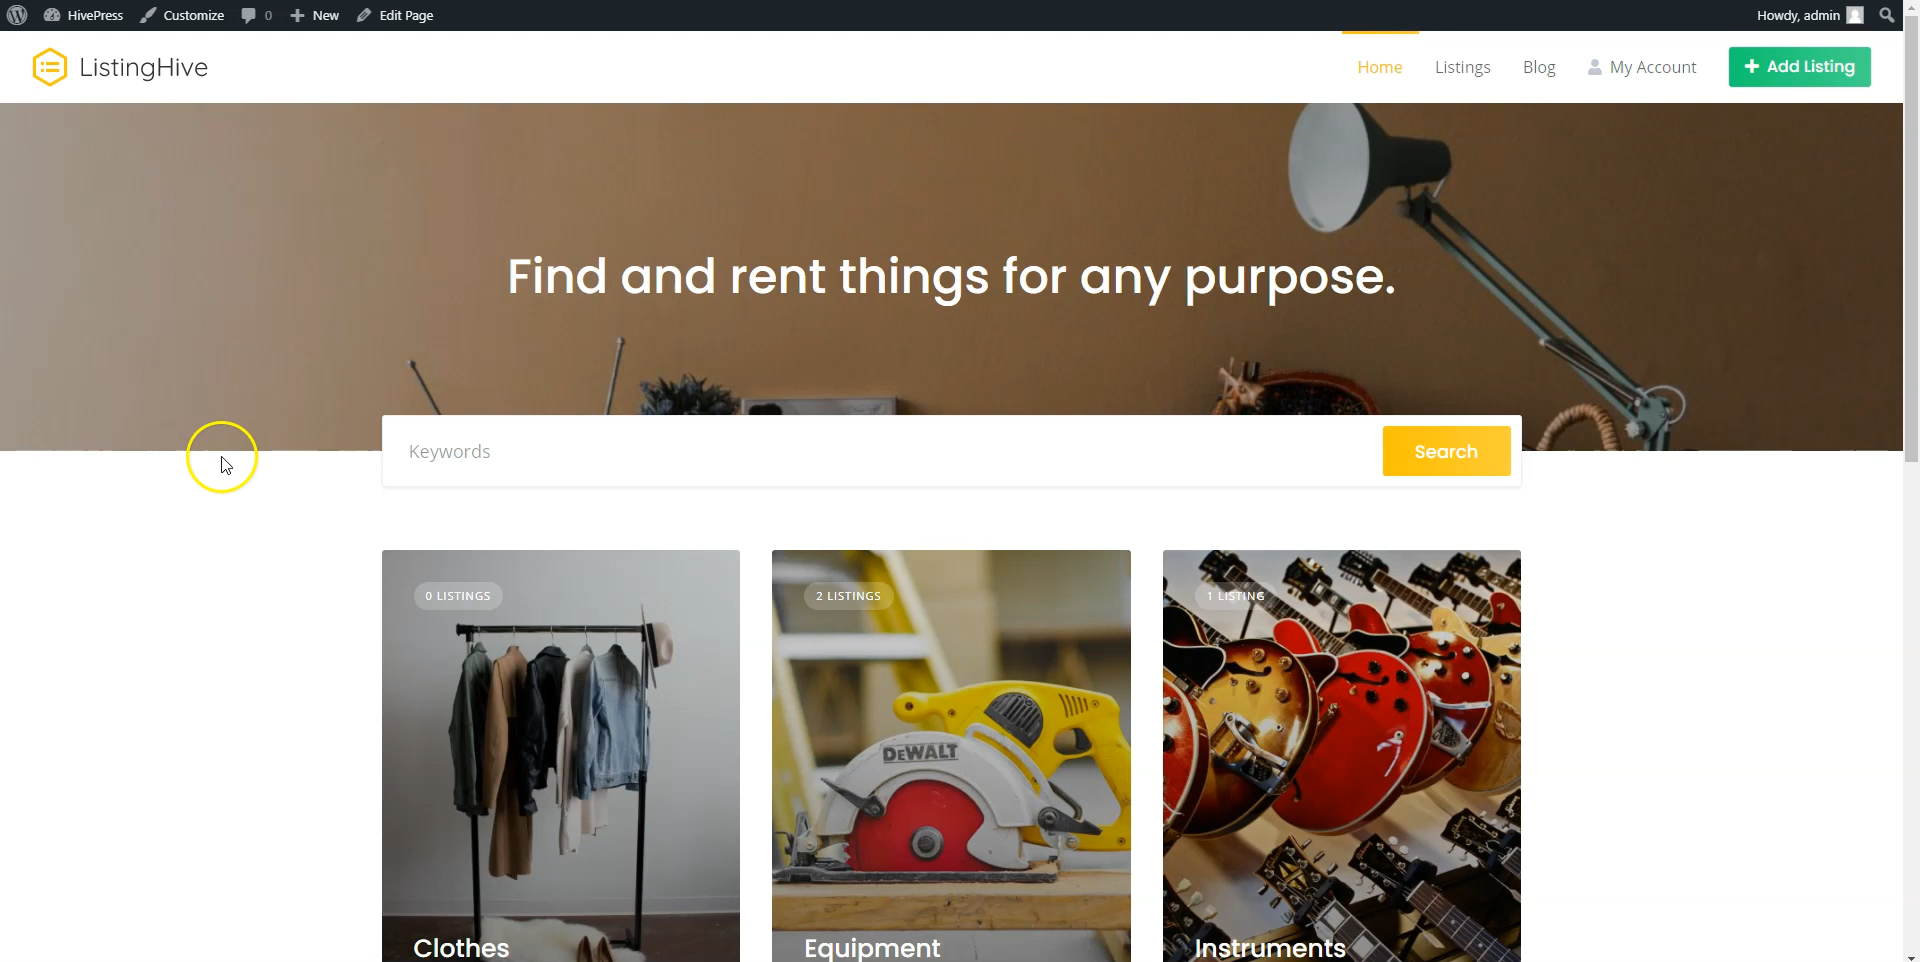 HivePress Customize 0 New Edit Page Howdy, admin
ListingHive Home Listings Blog My Account Add Listing
Find and rent things for any purpose.
Keywords Search
0 LISTINGS 2 LISTINGS 1 LISTING
DEWALT
Clothes Equipment Instruments